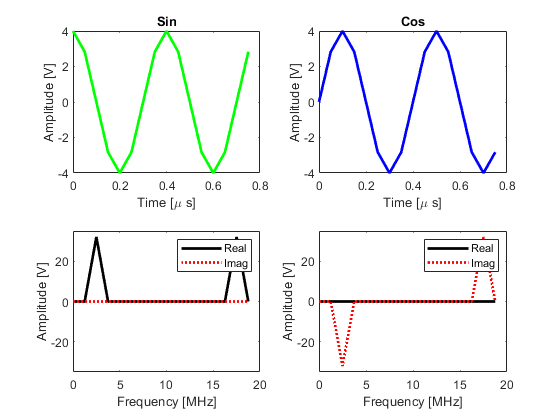 Sin
Cos
4
2
0
-2
-4
Amplitude [V]
0
0.2
0.4
0.6
0.8
Time [μ s]
4
2
0
-2
-4
Amplitude [V]
0
0.2
0.4
0.6
0.8
Time [μ s]
20
0
-20
Amplitude [V]
Real
Imag
0
5
10
15
20
Frequency [MHz]
20
0
-20
Amplitude [V]
Real
Imag
0
5
10
15
20
Frequency [MHz]